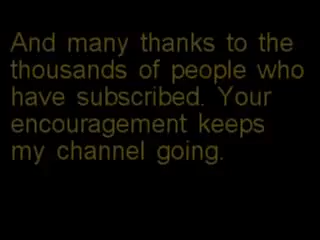 And many thanks to the
thousands of people who
have subscribed. Your
encouragement keeps
my channel going.